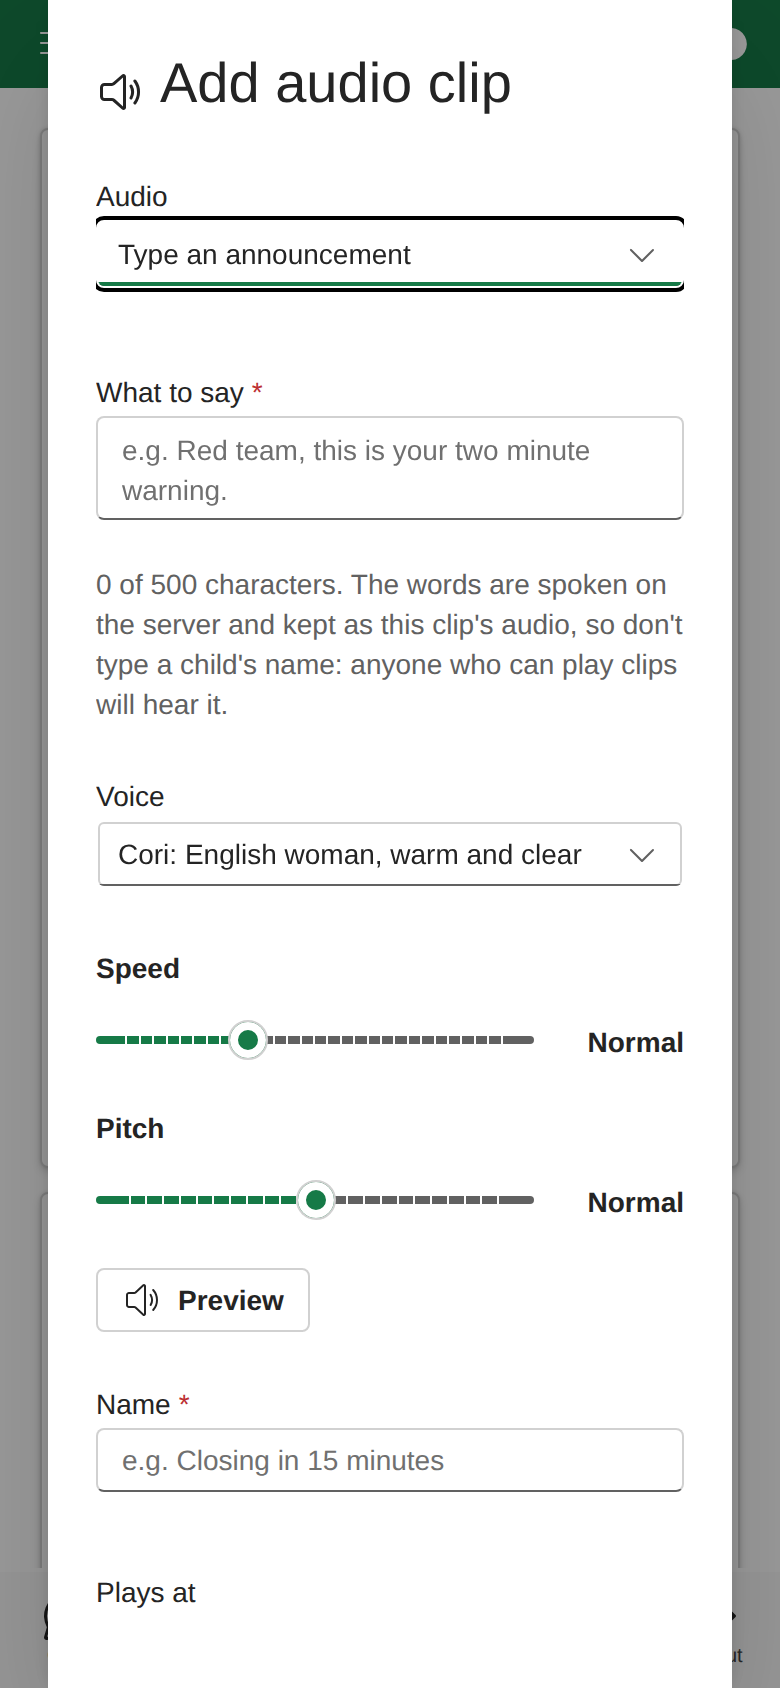 Add audio clip
Audio
Type an announcement
What to say *
e.g. Red team, this is your two minute
warning.
0 of 500 characters. The words are spoken on
the server and kept as this clip's audio, so don't
type a child's name: anyone who can play clips
will hear it.
Voice
Cori: English woman, warm and clear
Speed
Normal
Pitch
Normal
Preview
Name *
e.g. Closing in 15 minutes
Plays at